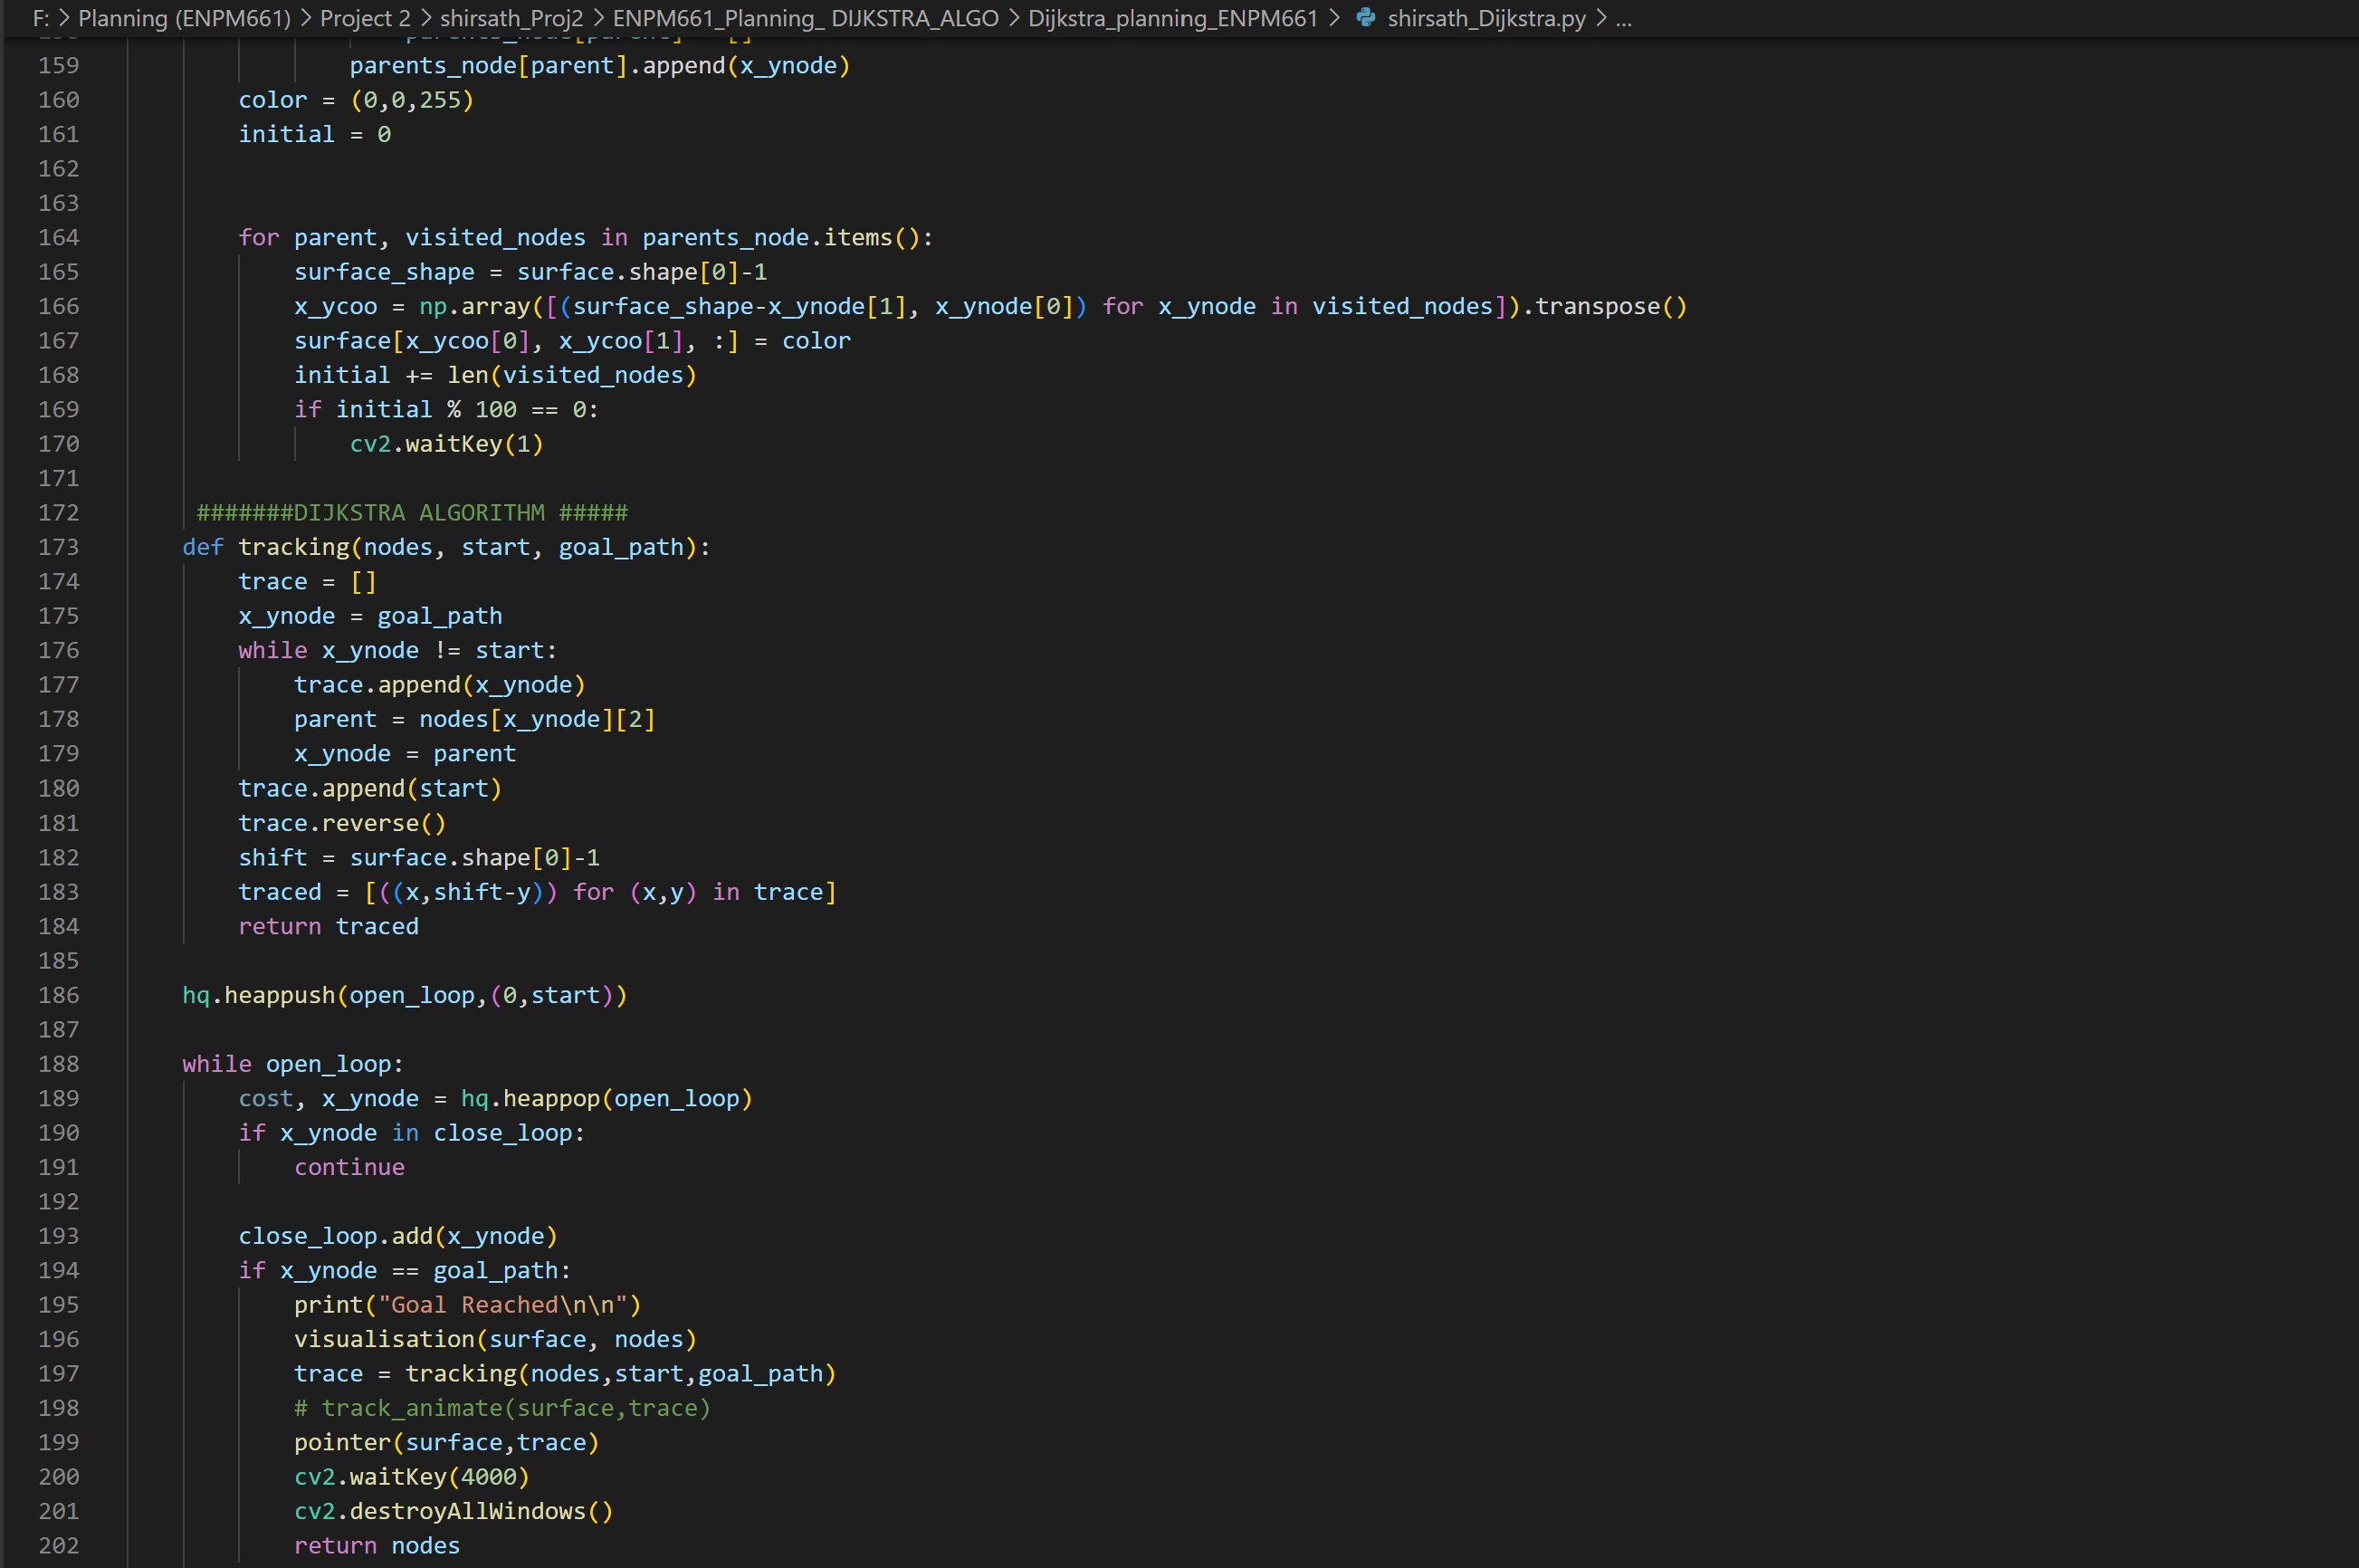 F: > Planning (ENPM661) > Project 2 > shirsath_Proj2 > ENPM661_Planning_ DIJKSTRA_ALGO > Dijkstra_planning_ENPM661 > shirsath_Dijkstra.py > ...
159 parents_node[parent].append(x_ynode)
160 color = (0,0,255)
161 initial = 0
162
163
164 for parent, visited_nodes in parents_node.items():
165 surface_shape = surface.shape[0]-1
166 x_ycoo = np.array([(surface_shape-x_ynode[1], x_ynode[0]) for x_ynode in visited_nodes]).transpose()
167 surface[x_ycoo[0], x_ycoo[1], :] = color
168 initial += len(visited_nodes)
169 if initial % 100 == 0:
170 cv2.waitKey(1)
171
172 #######DIJKSTRA ALGORITHM #####
173 def tracking(nodes, start, goal_path):
174 trace = []
175 x_ynode = goal_path
176 while x_ynode != start:
177 trace.append(x_ynode)
178 parent = nodes[x_ynode][2]
179 x_ynode = parent
180 trace.append(start)
181 trace.reverse()
182 shift = surface.shape[0]-1
183 traced = [((x,shift-y)) for (x,y) in trace]
184 return traced
185
186 hq.heappush(open_loop,(0,start))
187
188 while open_loop:
189 cost, x_ynode = hq.heappop(open_loop)
190 if x_ynode in close_loop:
191 continue
192
193 close_loop.add(x_ynode)
194 if x_ynode == goal_path:
195 print("Goal Reached\n\n")
196 visualisation(surface, nodes)
197 trace = tracking(nodes,start,goal_path)
198 # track_animate(surface,trace)
199 pointer(surface,trace)
200 cv2.waitKey(4000)
201 cv2.destroyAllWindows()
202 return nodes